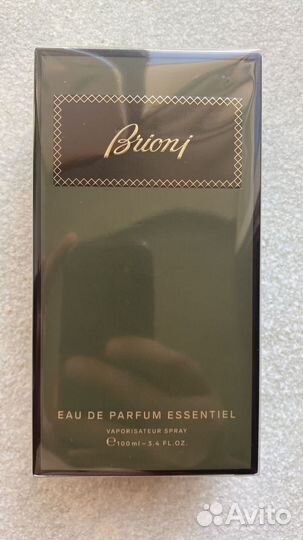 Brioni
EAU DE PARFUM ESSENTIEL
VAPORISATEUR SPRAY
℮100ml–3.4 FL.OZ.
Avito